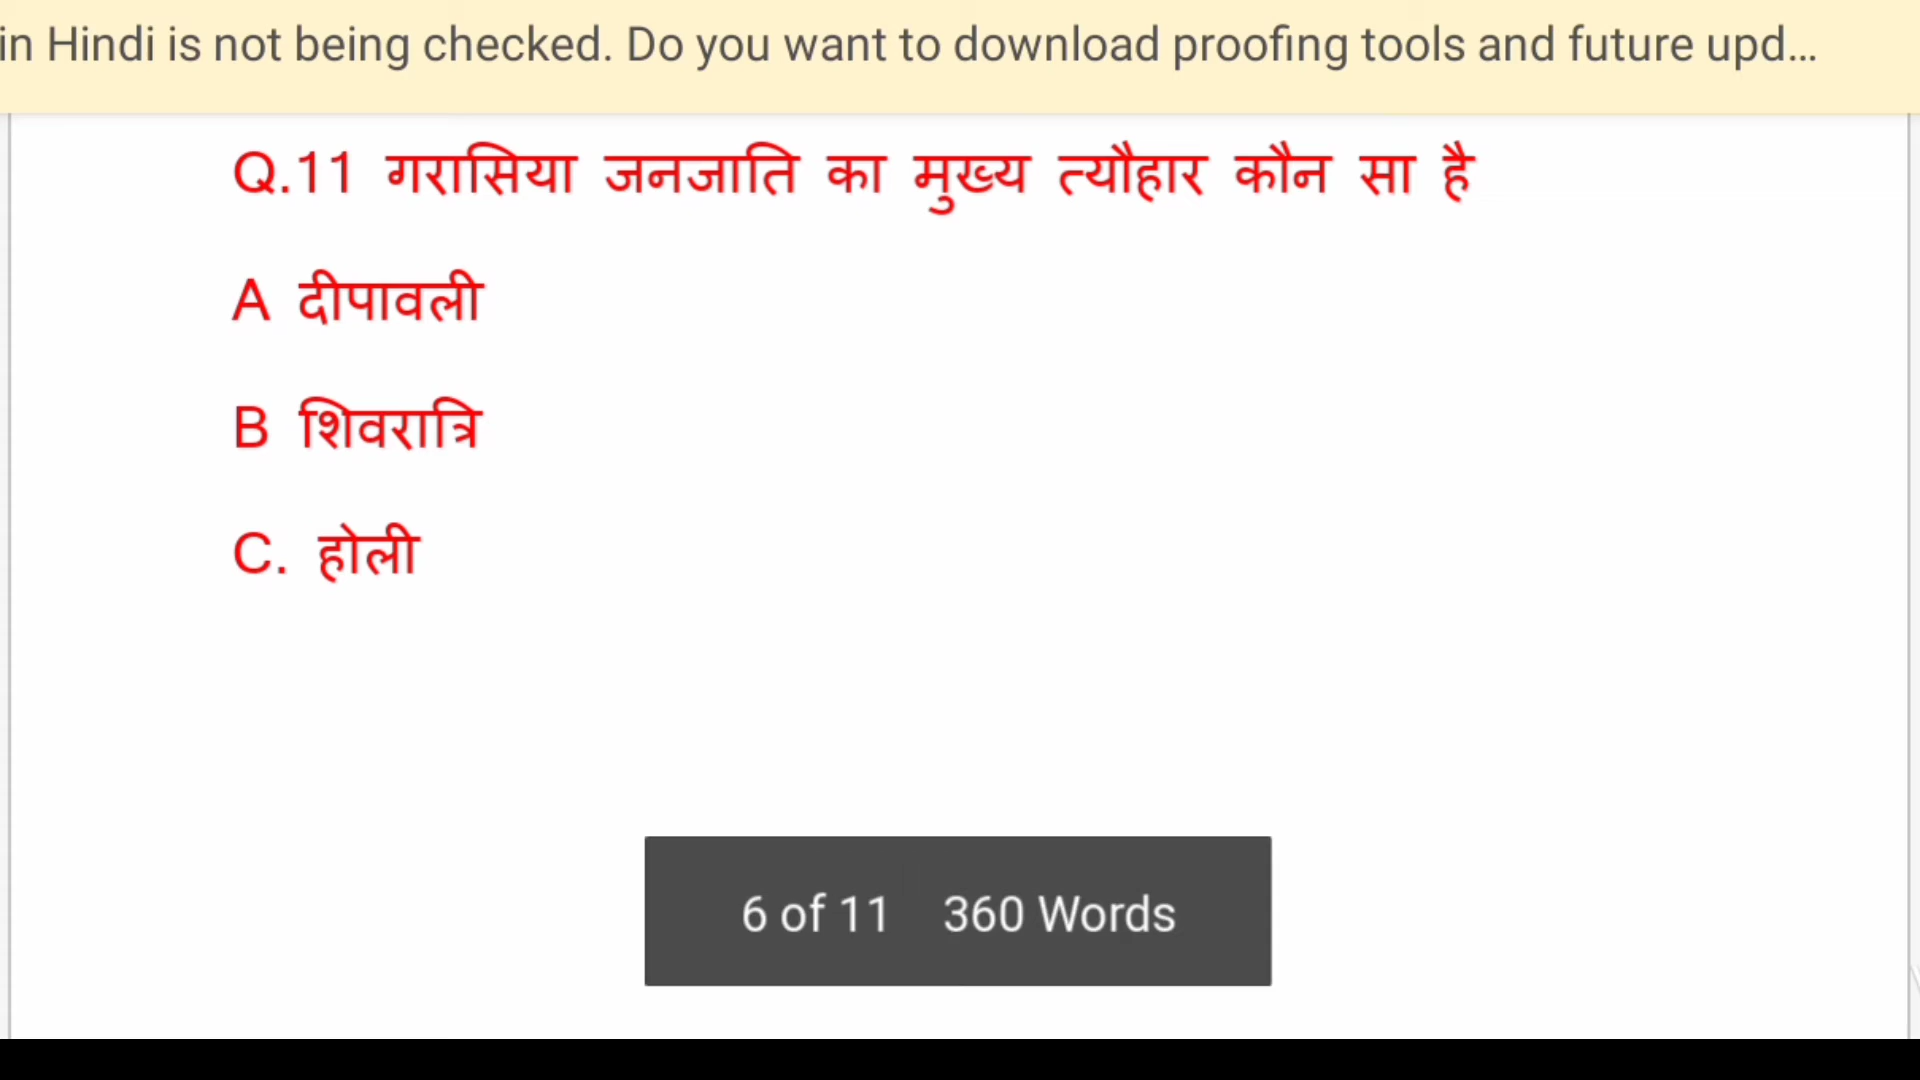 in Hindi is not being checked. Do you want to download proofing tools and future upd...
Q.11 गरासिया जनजाति का मुख्य त्यौहार कौन सा है
A दीपावली
B शिवरात्रि
C. होली
6 of 11 360 Words